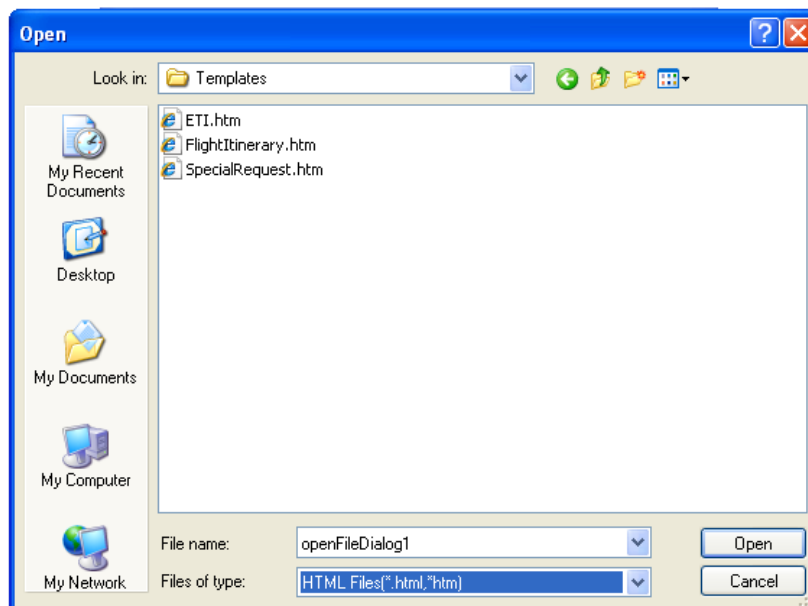 Open
Look in: Templates
ETI.htm
FlightItinerary.htm
SpecialRequest.htm
My Recent
Documents
Desktop
My Documents
My Computer
My Network
File name: openFileDialog1 Open
Files of type: HTML Files(*.html,*htm) Cancel